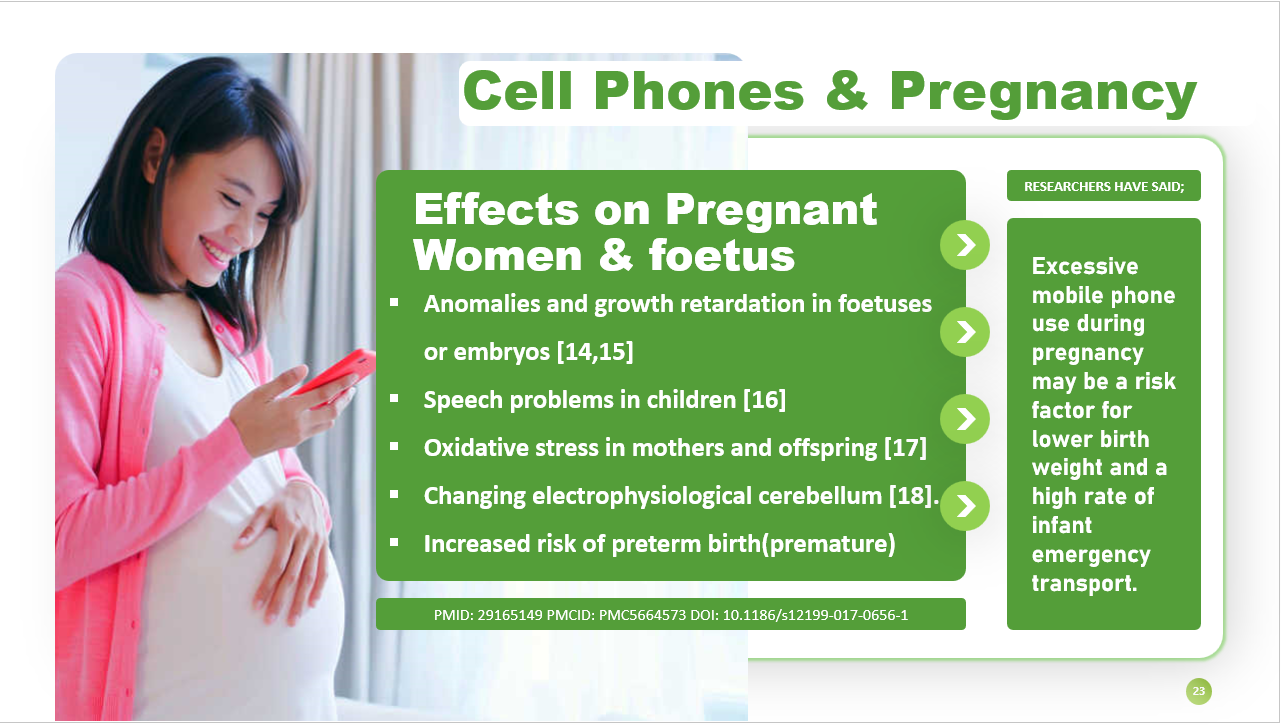 Cell Phones & Pregnancy
Effects on Pregnant
Women & foetus
▪ Anomalies and growth retardation in foetuses
or embryos [14,15]
▪ Speech problems in children [16]
▪ Oxidative stress in mothers and offspring [17]
▪ Changing electrophysiological cerebellum [18].
▪ Increased risk of preterm birth(premature)
PMID: 29165149 PMCID: PMC5664573 DOI: 10.1186/s12199-017-0656-1
RESEARCHERS HAVE SAID;
Excessive
mobile phone
use during
pregnancy
may be a risk
factor for
lower birth
weight and a
high rate of
infant
emergency
transport.
23